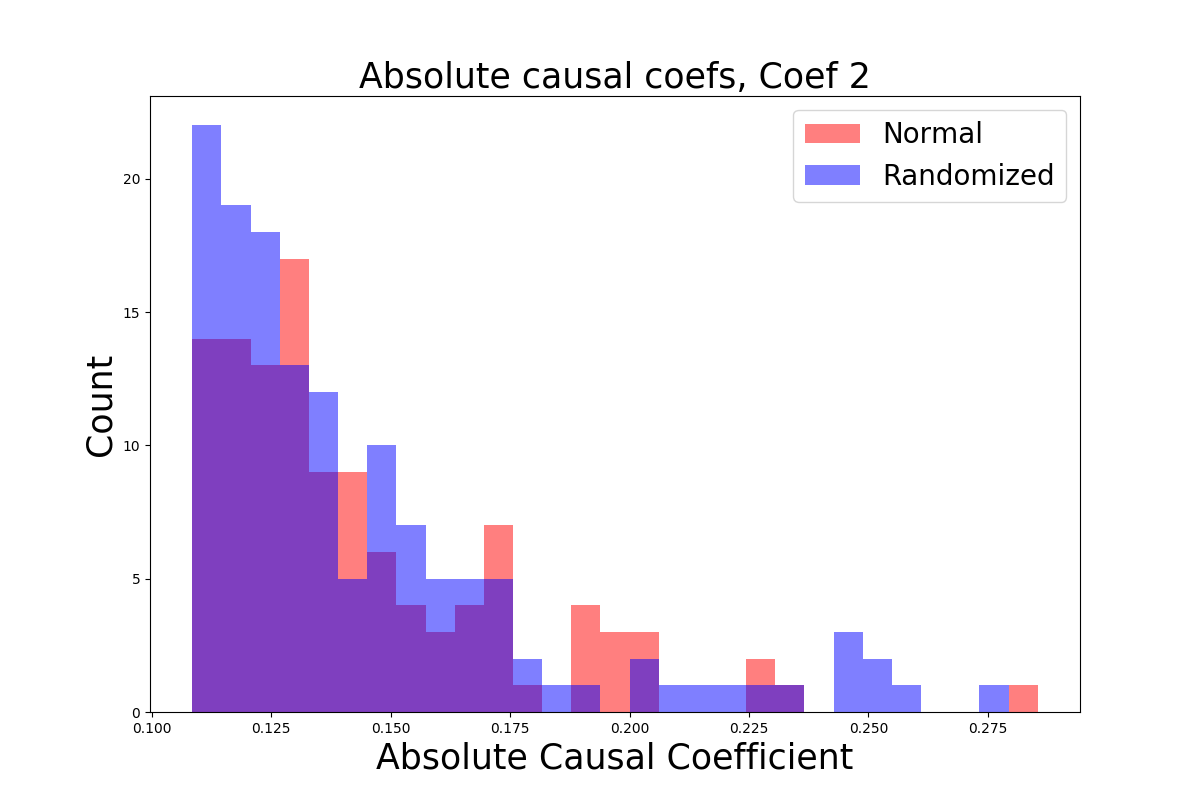 Absolute causal coefs, Coef 2
Normal
Randomized
Count
20
15
10
5
0
0.100 0.125 0.150 0.175 0.200 0.225 0.250 0.275
Absolute Causal Coefficient